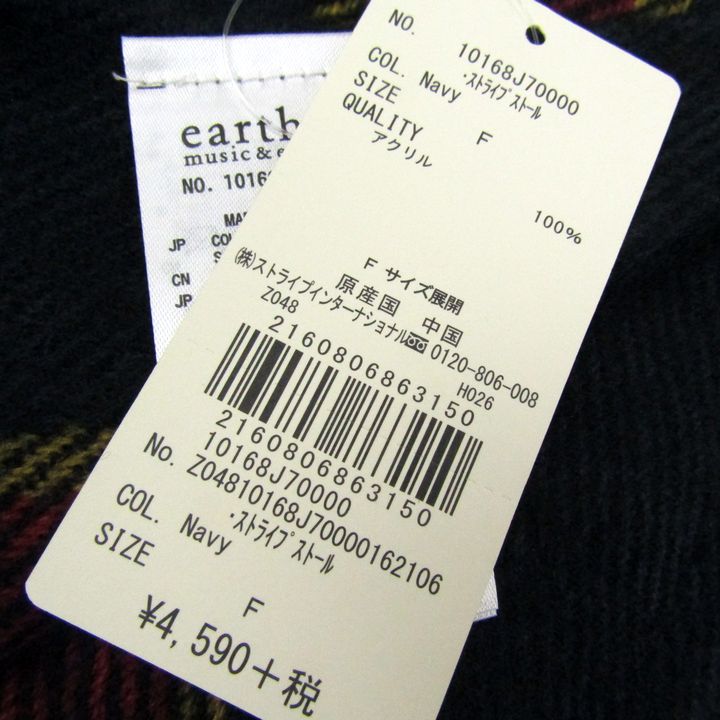 NO. 10168J70000
・ストライプストール
COL. Navy
SIZE F
QUALITY
アクリル 100%
F サイズ展開
原産国 中国
㈱ストライプインターナショナル 0120-806-008
Z048 H026
2160806863150
2160806863150
10168J70000
No. Z04810168J70000162106
・ストライプストール
COL. Navy
SIZE F
¥4,590+税
earth
music&e
NO. 1016
JP
CN
JP